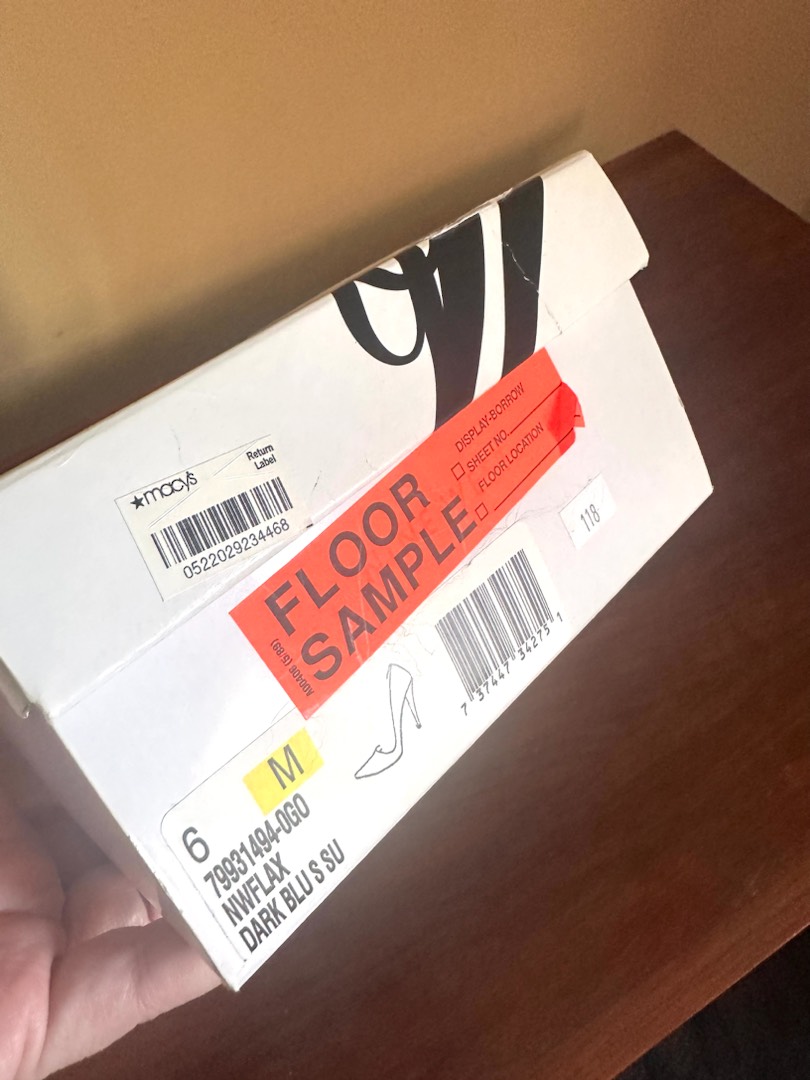 ★macy's
Return
Label
0522029234468
FLOOR
SAMPLE
DISPLAY-BORROW
SHEET NO.
FLOOR LOCATION
118
7 37447 34275 1
M
6
79931494-0GO
NWFLAX
DARK BLU S SU